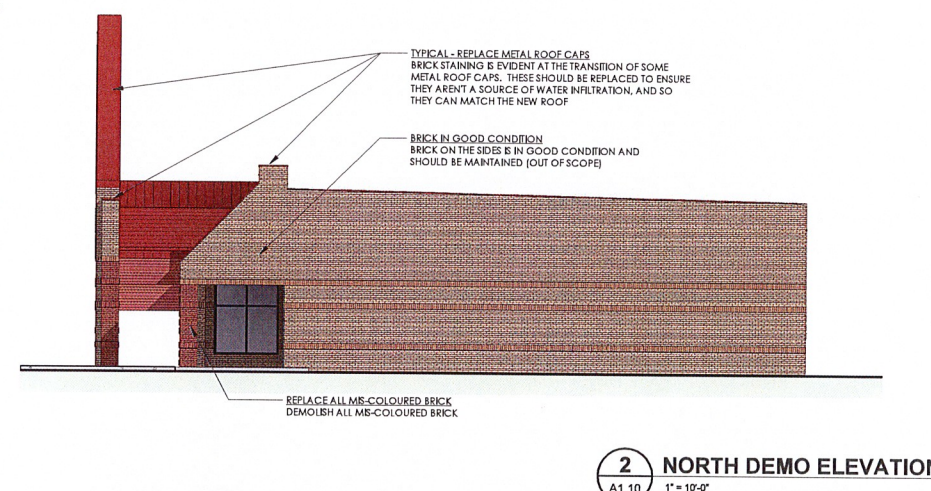 TYPICAL - REPLACE METAL ROOF CAPS
BRICK STAINING IS EVIDENT AT THE TRANSITION OF SOME
METAL ROOF CAPS. THESE SHOULD BE REPLACED TO ENSURE
THEY AREN'T A SOURCE OF WATER INFILTRATION, AND SO
THEY CAN MATCH THE NEW ROOF
BRICK IN GOOD CONDITION
BRICK ON THE SIDES IS IN GOOD CONDITION AND
SHOULD BE MAINTAINED (OUT OF SCOPE)
REPLACE ALL MIS-COLOURED BRICK
DEMOLISH ALL MIS-COLOURED BRICK
2 NORTH DEMO ELEVATION
A1.10 1" = 10'-0"